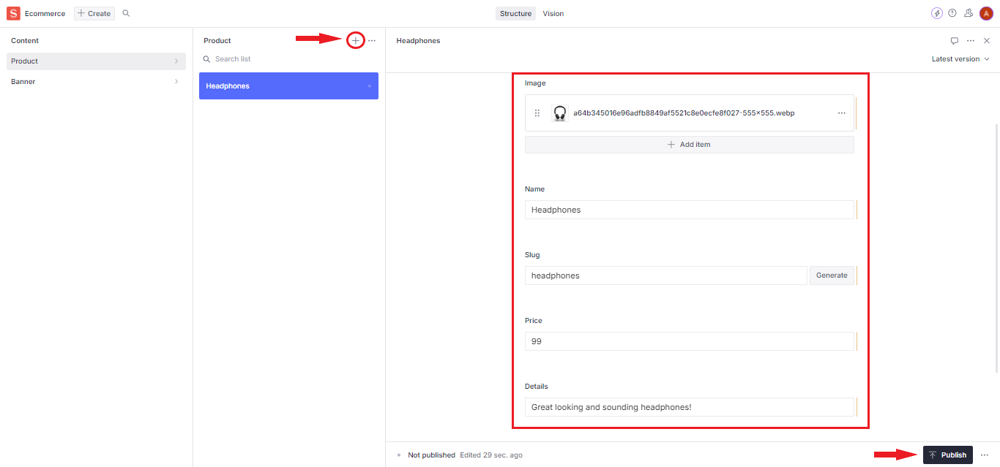 S Ecommerce Create Structure Vision A
Content
Product
Banner
Product
Search list
Headphones
Headphones
Latest version
Image
a64b345016e96adfb8849af5521c8e0ecfe8f027-555×555.webp
Add item
Name
Headphones
Slug
headphones Generate
Price
99
Details
Great looking and sounding headphones!
Not published Edited 29 sec. ago Publish